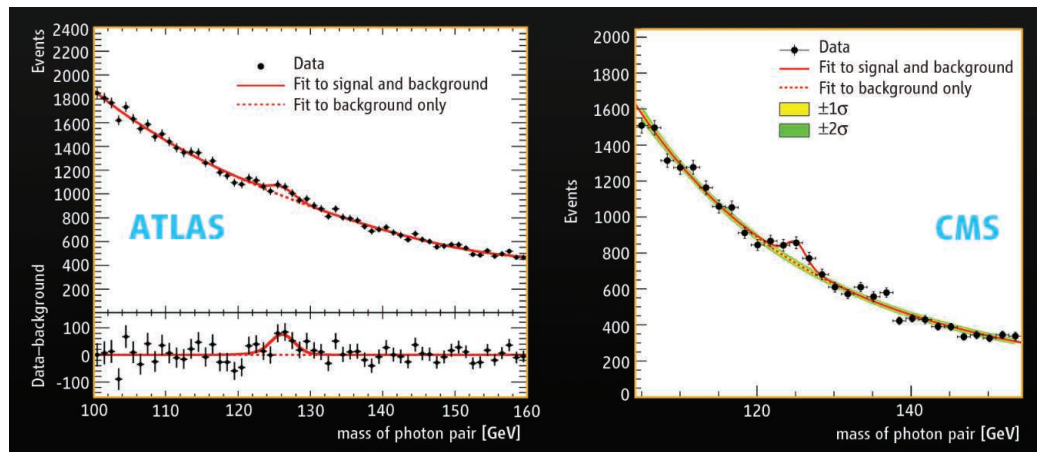 Events
2400
2200
2000
1800
1600
1400
1200
1000
800
600
400
200
Data
Fit to signal and background
Fit to background only
ATLAS
Data–background
100
0
-100
100 110 120 130 140 150 160
mass of photon pair [GeV]
Events
2000
1800
1600
1400
1200
1000
800
600
400
200
0
Data
Fit to signal and background
Fit to background only
±1σ
±2σ
CMS
120 140
mass of photon pair [GeV]